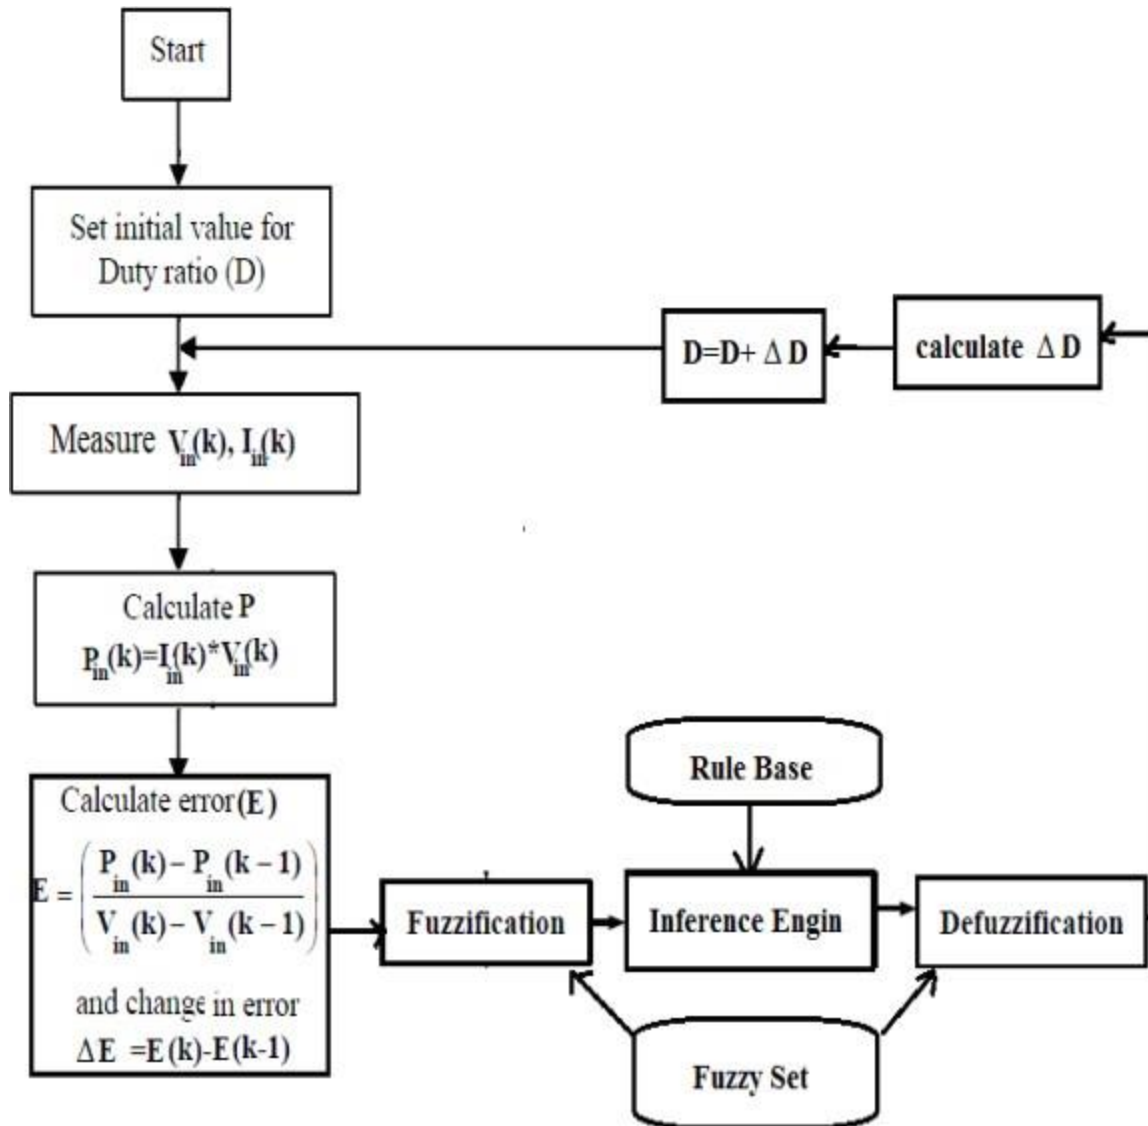 Start
Set initial value for
Duty ratio (D)
D=D+ Δ D
calculate Δ D
Measure V_in(k), I_in(k)
Calculate P
P_in(k)=I_in(k)*V_in(k)
Calculate error(E)
E = ( P_in(k) − P_in(k − 1) / V_in(k) − V_in(k − 1) )
and change in error
ΔE =E(k)-E(k-1)
Rule Base
Fuzzification
Inference Engin
Defuzzification
Fuzzy Set